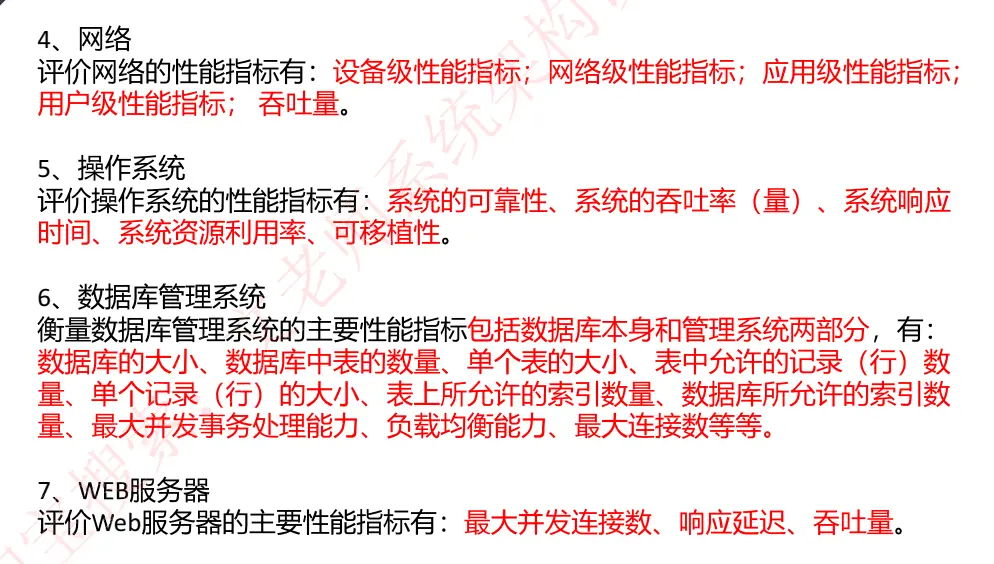 4、网络
评价网络的性能指标有：设备级性能指标；网络级性能指标；应用级性能指标；
用户级性能指标； 吞吐量。
5、操作系统
评价操作系统的性能指标有：系统的可靠性、系统的吞吐率（量）、系统响应
时间、系统资源利用率、可移植性。
6、数据库管理系统
衡量数据库管理系统的主要性能指标包括数据库本身和管理系统两部分，有：
数据库的大小、数据库中表的数量、单个表的大小、表中允许的记录（行）数
量、单个记录（行）的大小、表上所允许的索引数量、数据库所允许的索引数
量、最大并发事务处理能力、负载均衡能力、最大连接数等等。
7、WEB服务器
评价Web服务器的主要性能指标有：最大并发连接数、响应延迟、吞吐量。